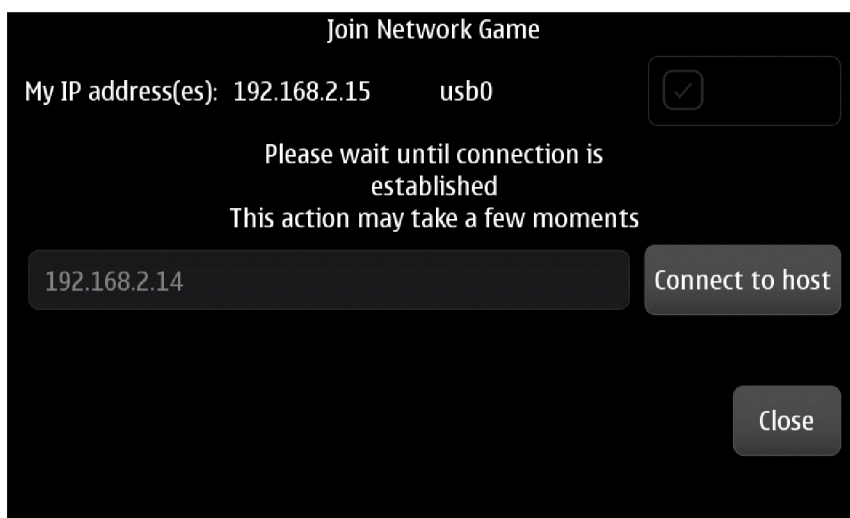 Join Network Game
My IP address(es): 192.168.2.15 usb0
Please wait until connection is
established
This action may take a few moments
192.168.2.14
Connect to host
Close